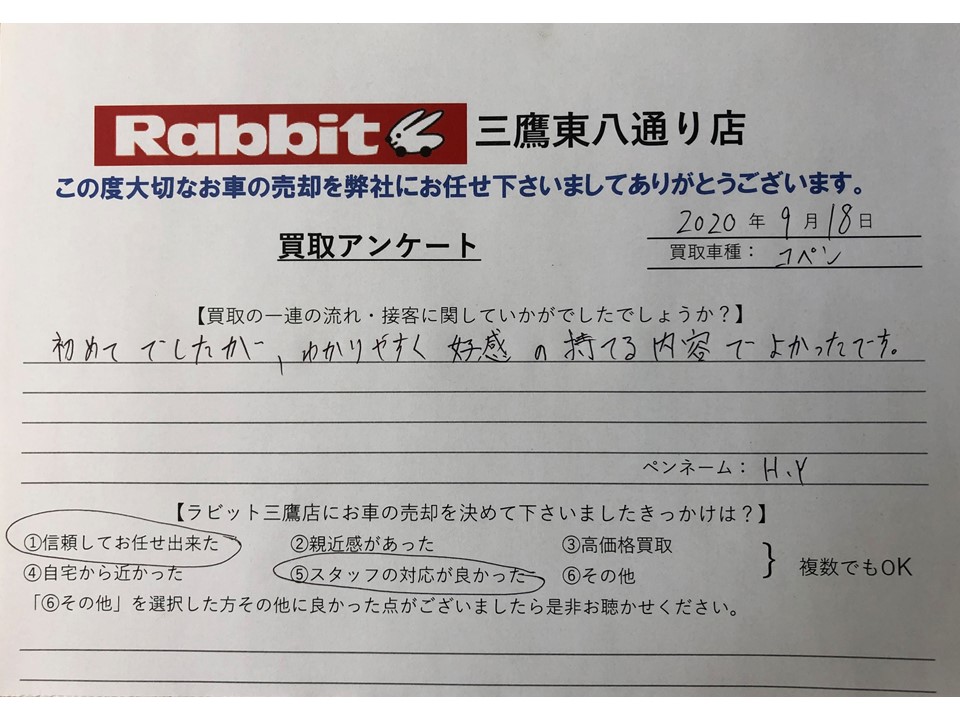 Rabbit 三鷹東八通り店
この度大切なお車の売却を弊社にお任せ下さいましてありがとうございます。
2020 年 9 月 18 日
買取アンケート
買取車種： コペン
【買取の一連の流れ・接客に関していかがでしたでしょうか？】
初めてでしたが、わかりやすく好感の持てる内容でよかったです。
ペンネーム： H.Y
【ラビット三鷹店にお車の売却を決めて下さいましたきっかけは？】
①信頼してお任せ出来た ②親近感があった ③高価格買取
④自宅から近かった ⑤スタッフの対応が良かった ⑥その他 } 複数でもOK
「⑥その他」を選択した方その他に良かった点がございましたら是非お聴かせください。